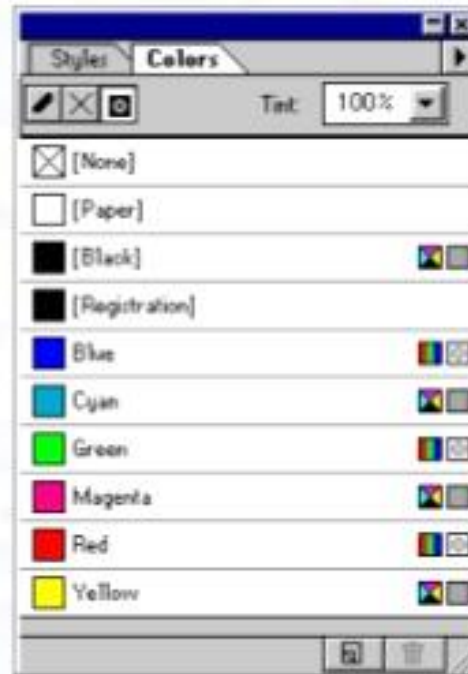 Styles Colors
Tint: 100%
[None]
[Paper]
[Black]
[Registration]
Blue
Cyan
Green
Magenta
Red
Yellow